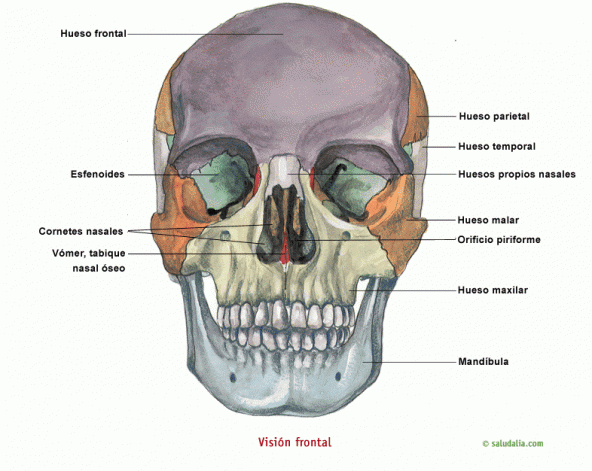 Hueso frontal
Hueso parietal
Hueso temporal
Esfenoides
Huesos propios nasales
Hueso malar
Cornetes nasales
Orificio piriforme
Vómer, tabique
nasal óseo
Hueso maxilar
Mandíbula
Visión frontal
© saludalia.com